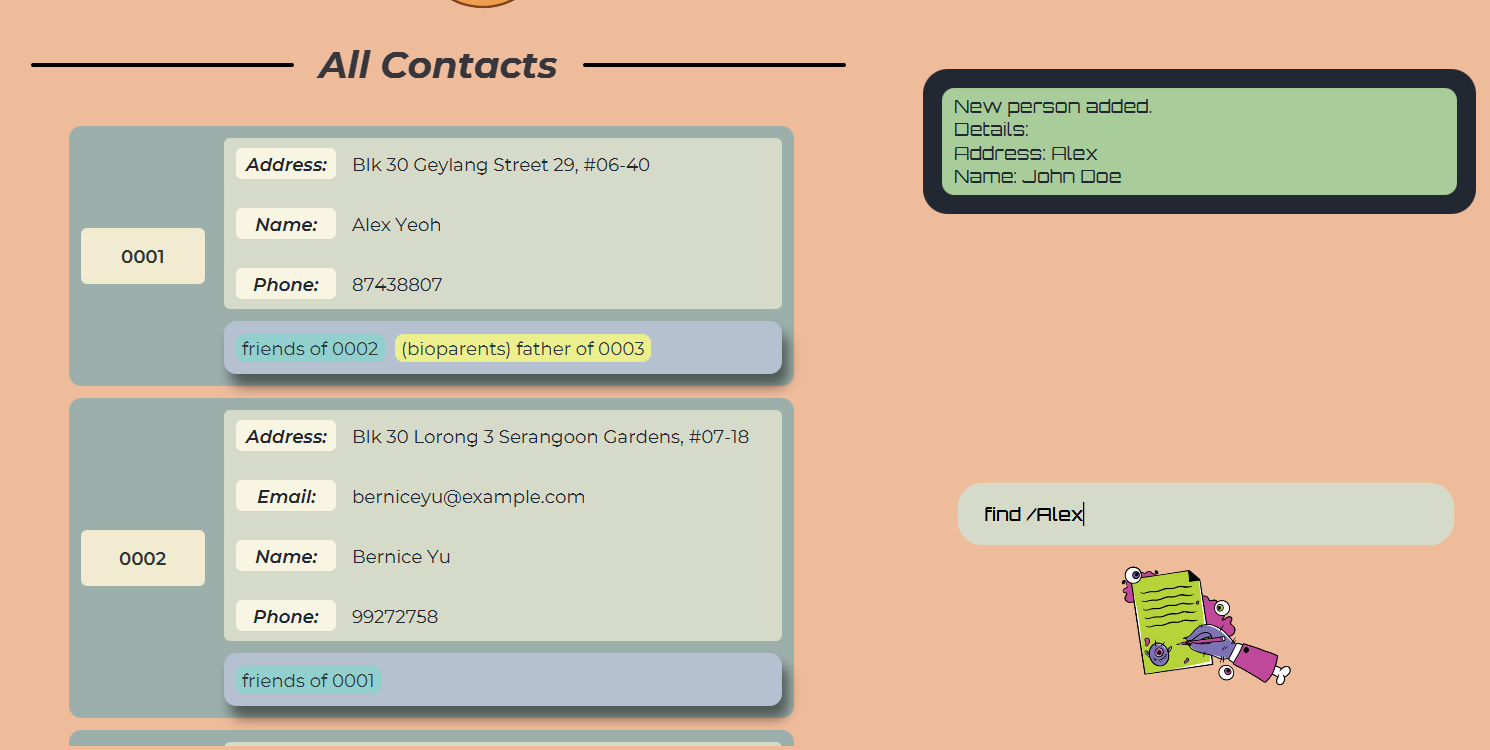 All Contacts
0001
Address: Blk 30 Geylang Street 29, #06-40
Name: Alex Yeoh
Phone: 87438807
friends of 0002 (bioparents) father of 0003
0002
Address: Blk 30 Lorong 3 Serangoon Gardens, #07-18
Email: berniceyu@example.com
Name: Bernice Yu
Phone: 99272758
friends of 0001
New person added.
Details:
Address: Alex
Name: John Doe
find /Alex